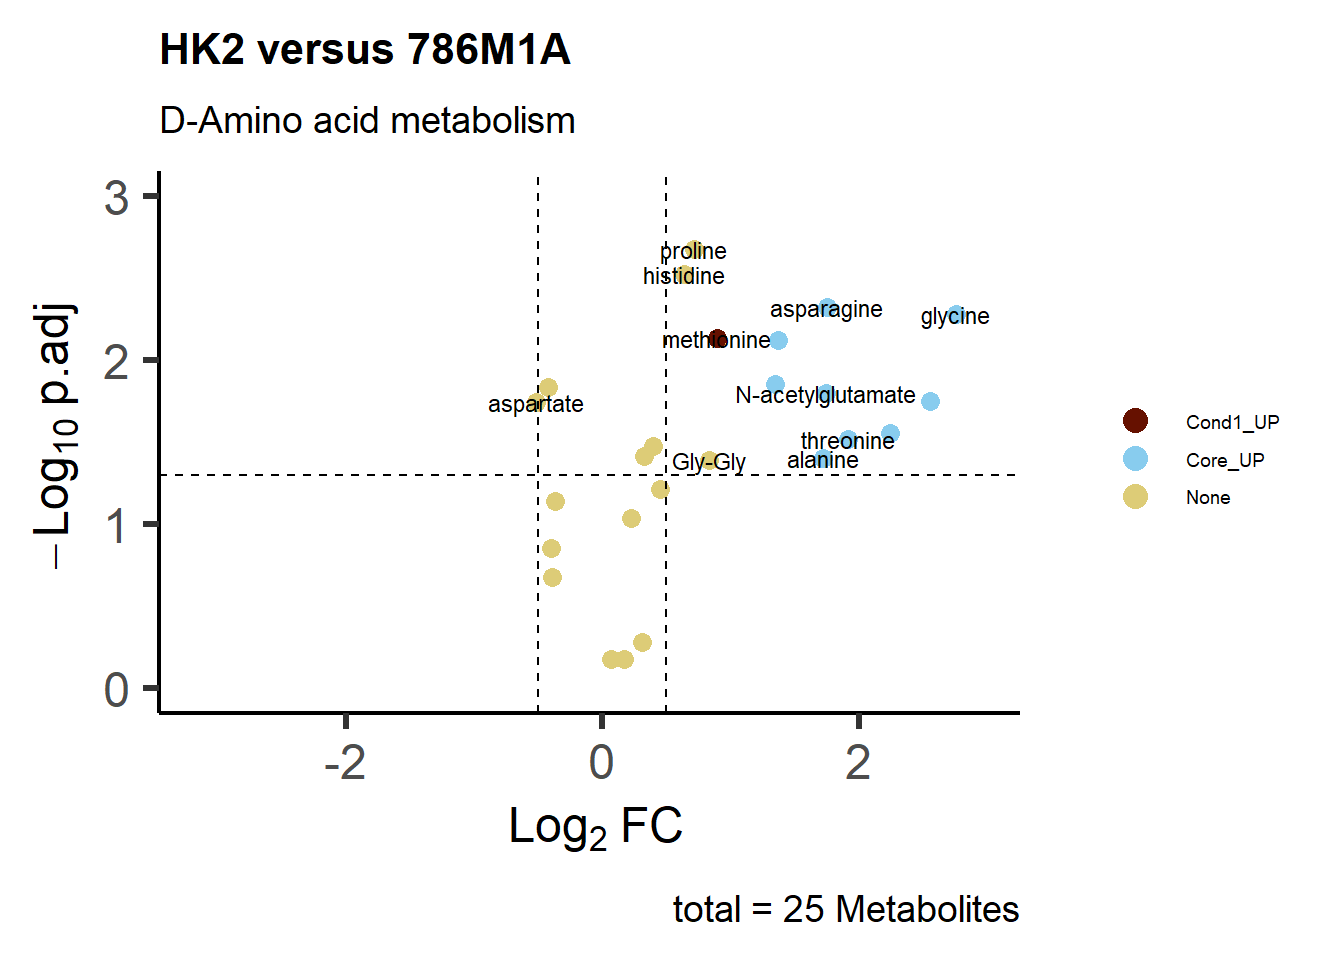 HK2 versus 786M1A
D-Amino acid metabolism
3
2
1
0
−Log10 p.adj
proline
histidine
asparagine
glycine
methionine
N-acetylglutamate
aspartate
threonine
alanine
Gly-Gly
Cond1_UP
Core_UP
None
-2
0
2
Log2 FC
total = 25 Metabolites